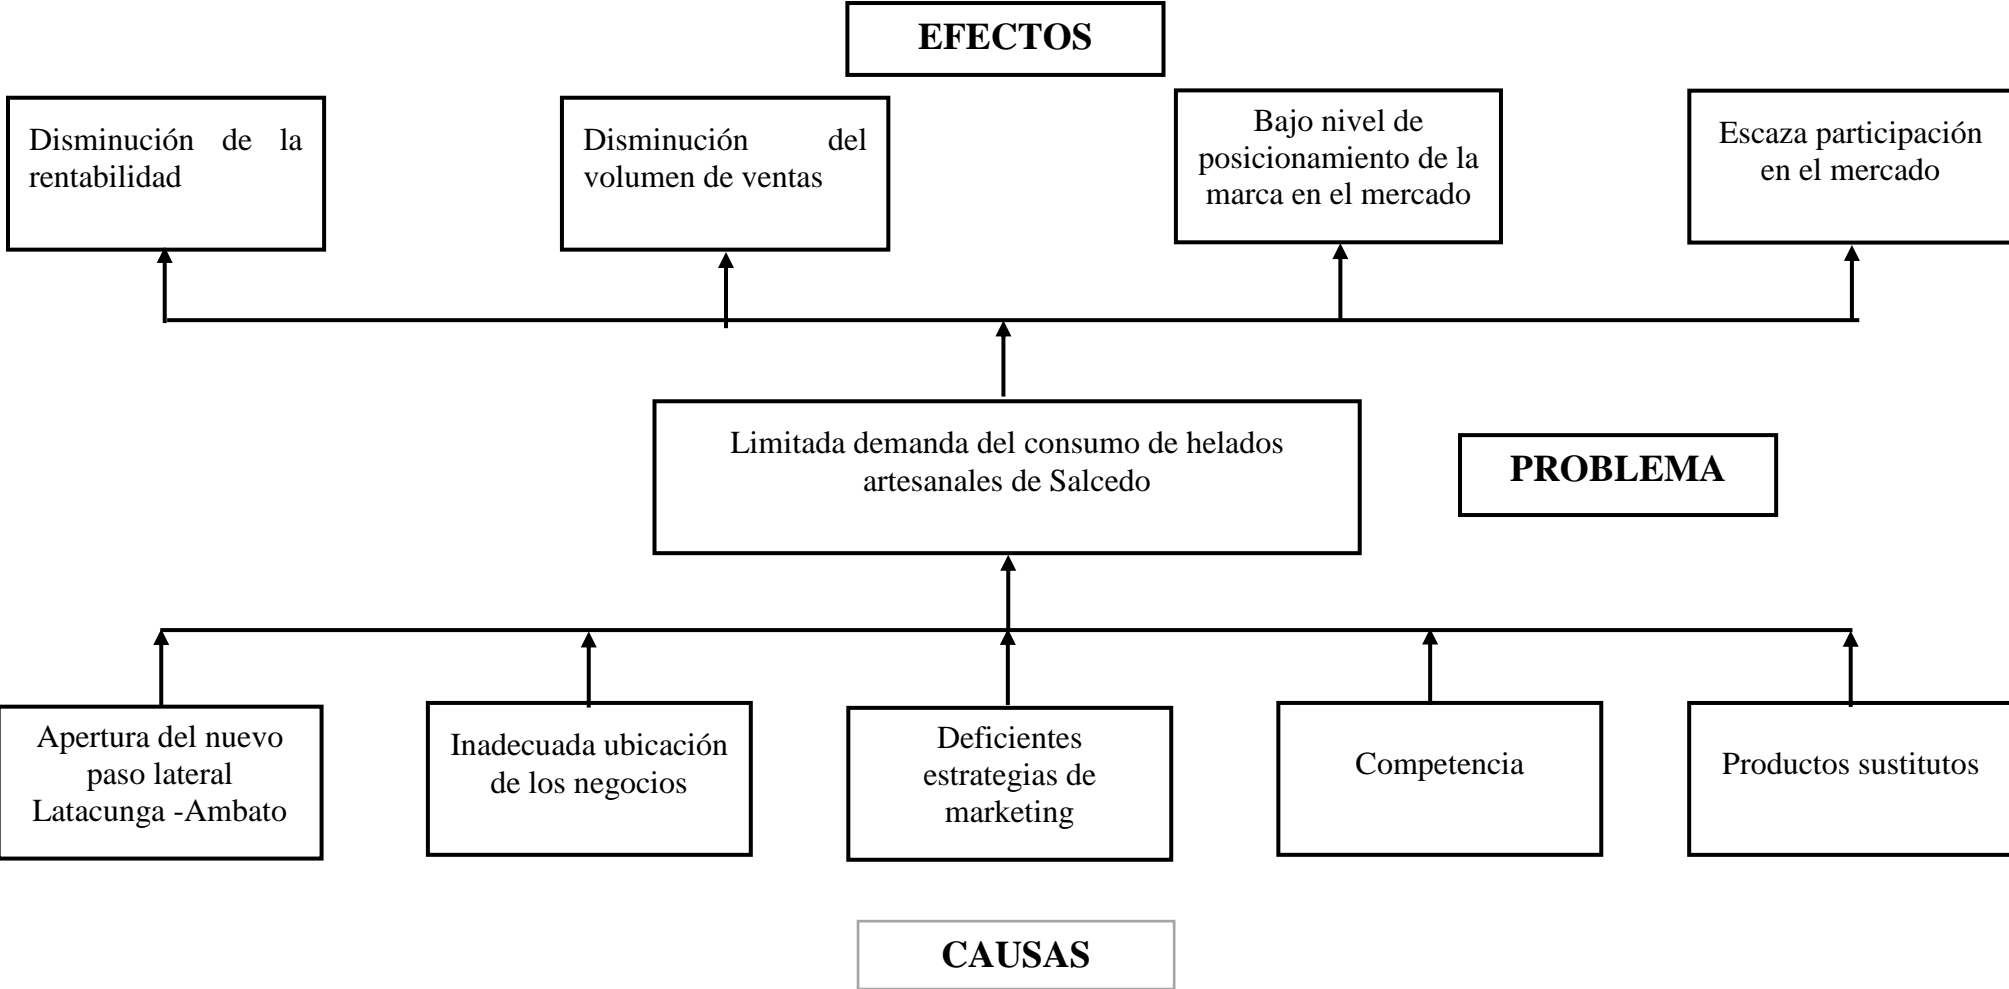 EFECTOS
Disminución de la
rentabilidad
Disminución del
volumen de ventas
Bajo nivel de
posicionamiento de la
marca en el mercado
Escaza participación
en el mercado
Limitada demanda del consumo de helados
artesanales de Salcedo
PROBLEMA
Apertura del nuevo
paso lateral
Latacunga -Ambato
Inadecuada ubicación
de los negocios
Deficientes
estrategias de
marketing
Competencia
Productos sustitutos
CAUSAS